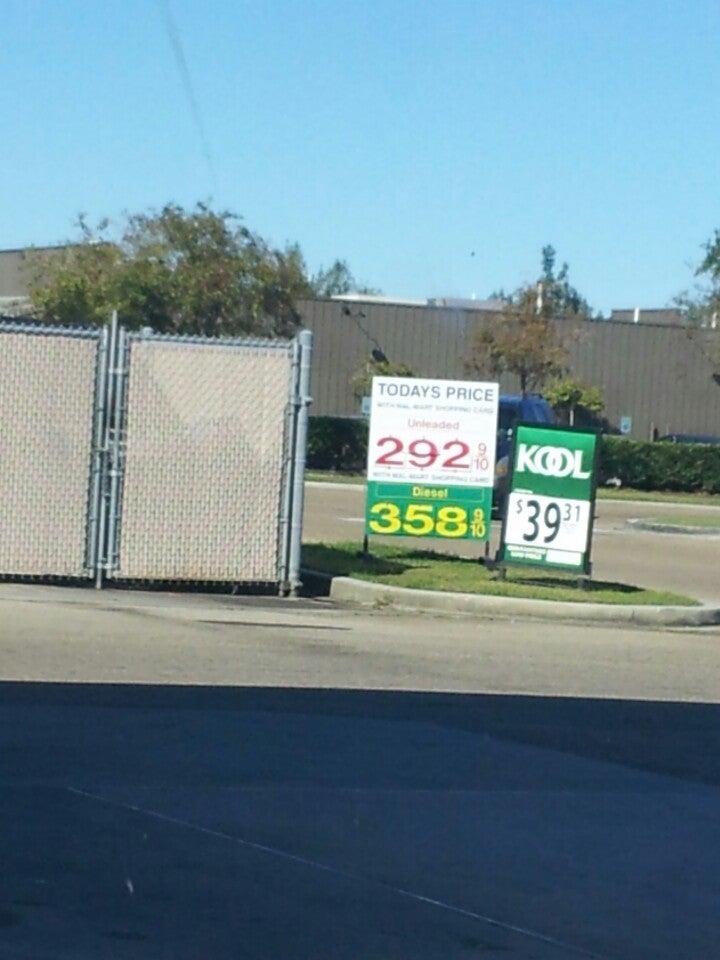 TODAYS PRICE
WITH WAL-MART SHOPPING CARD
Unleaded
292 9/10
WITH WAL-MART SHOPPING CARD
Diesel
358 9/10
KOOL
$39 31